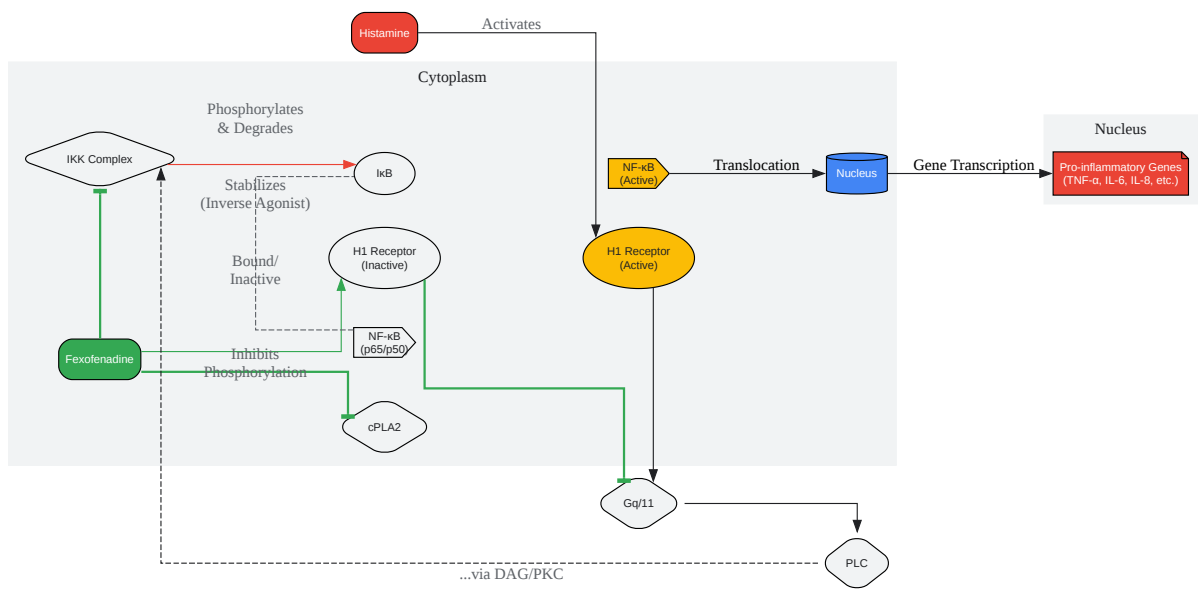 Histamine
Activates
Cytoplasm
Phosphorylates
& Degrades
Nucleus
IKK Complex
IκB
NF-κB
(Active)
Translocation
Nucleus
Gene Transcription
Pro-inflammatory Genes
(TNF-α, IL-6, IL-8, etc.)
Stabilizes
(Inverse Agonist)
H1 Receptor
(Inactive)
H1 Receptor
(Active)
Bound/
Inactive
NF-κB
(p65/p50)
Fexofenadine
Inhibits
Phosphorylation
cPLA2
Gq/11
PLC
...via DAG/PKC